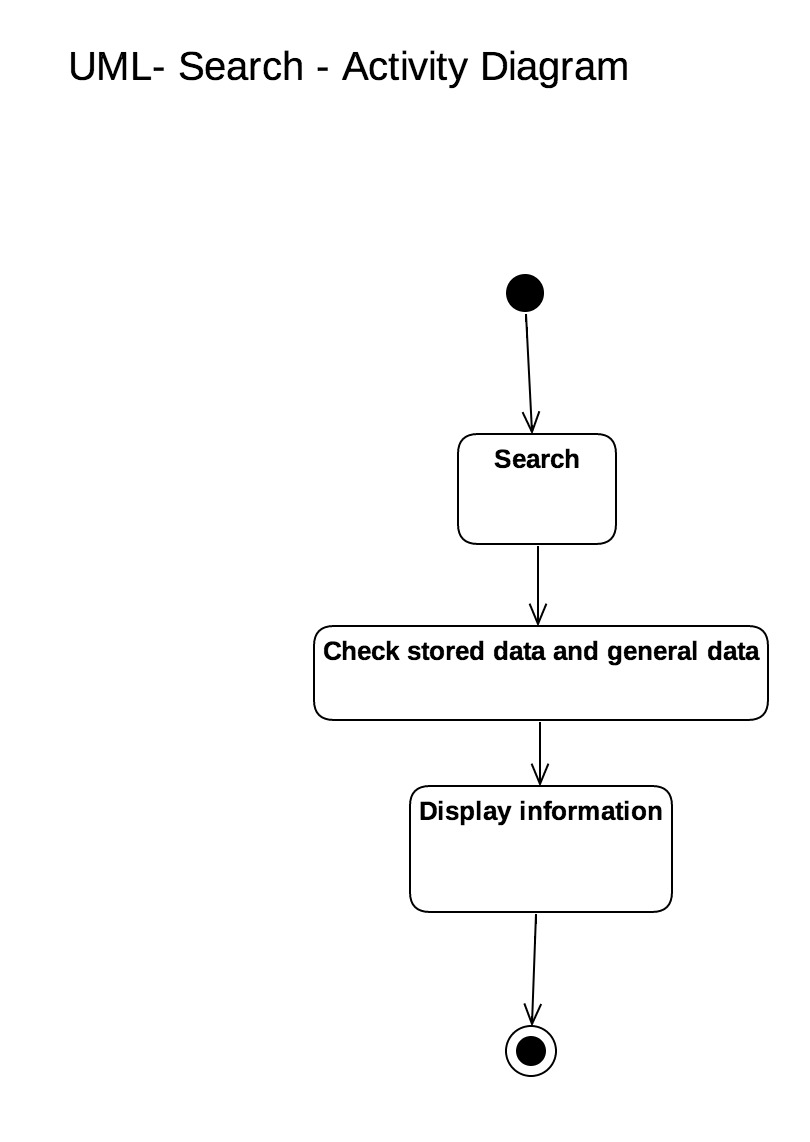 UML- Search - Activity Diagram
Search
Check stored data and general data
Display information